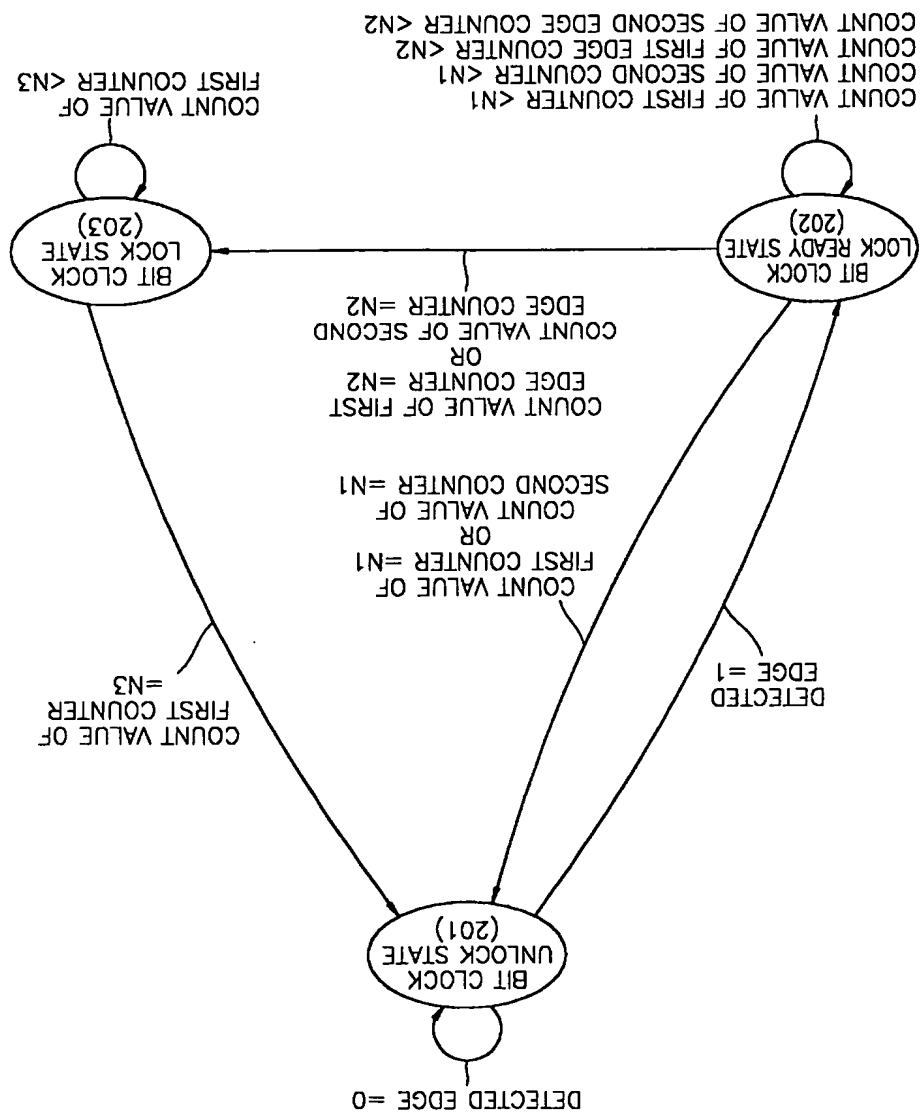 DETECTED EDGE =0
BIT CLOCK
UNLOCK STATE
(201)
DETECTED
EDGE =1
COUNT VALUE OF
FIRST COUNTER
=N3
COUNT VALUE OF
FIRST COUNTER =N1
OR
COUNT VALUE OF
SECOND COUNTER =N1
COUNT VALUE OF FIRST
EDGE COUNTER =N2
OR
COUNT VALUE OF SECOND
EDGE COUNTER =N2
BIT CLOCK
LOCK READY STATE
(202)
BIT CLOCK
LOCK STATE
(203)
COUNT VALUE OF FIRST COUNTER <N1
COUNT VALUE OF SECOND COUNTER <N1
COUNT VALUE OF FIRST EDGE COUNTER <N2
COUNT VALUE OF SECOND EDGE COUNTER <N2
COUNT VALUE OF
FIRST COUNTER <N3